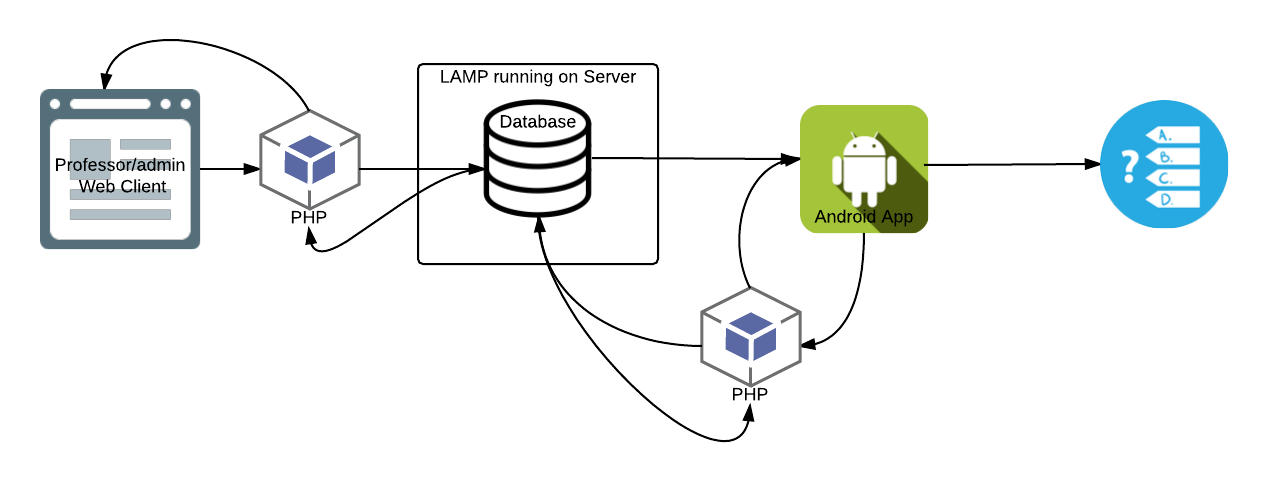 LAMP running on Server
Database
Professor/admin
Web Client
PHP
Android App
?
A.
B.
C.
D.
PHP